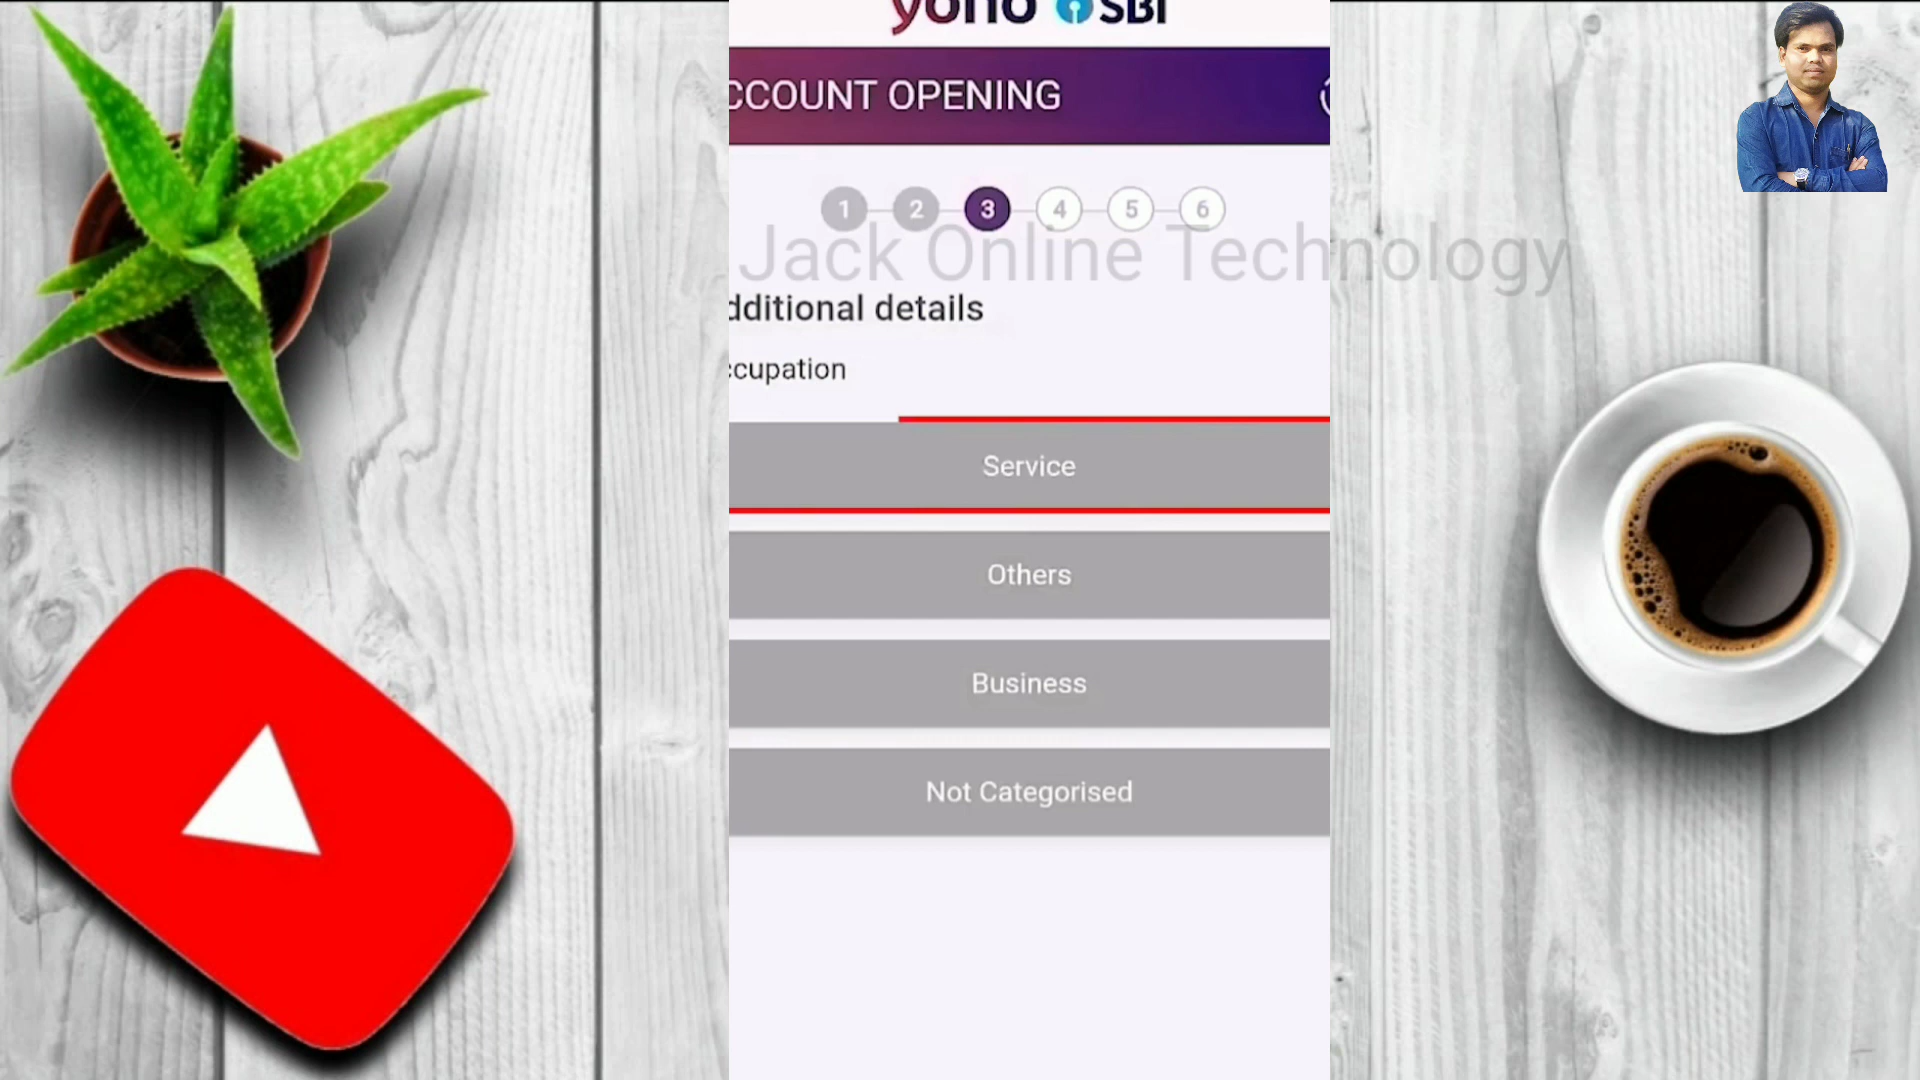 yono SBI
CCOUNT OPENING
1 2 3 4 5 6
Jack Online Technology
dditional details
ccupation
Service
Others
Business
Not Categorised